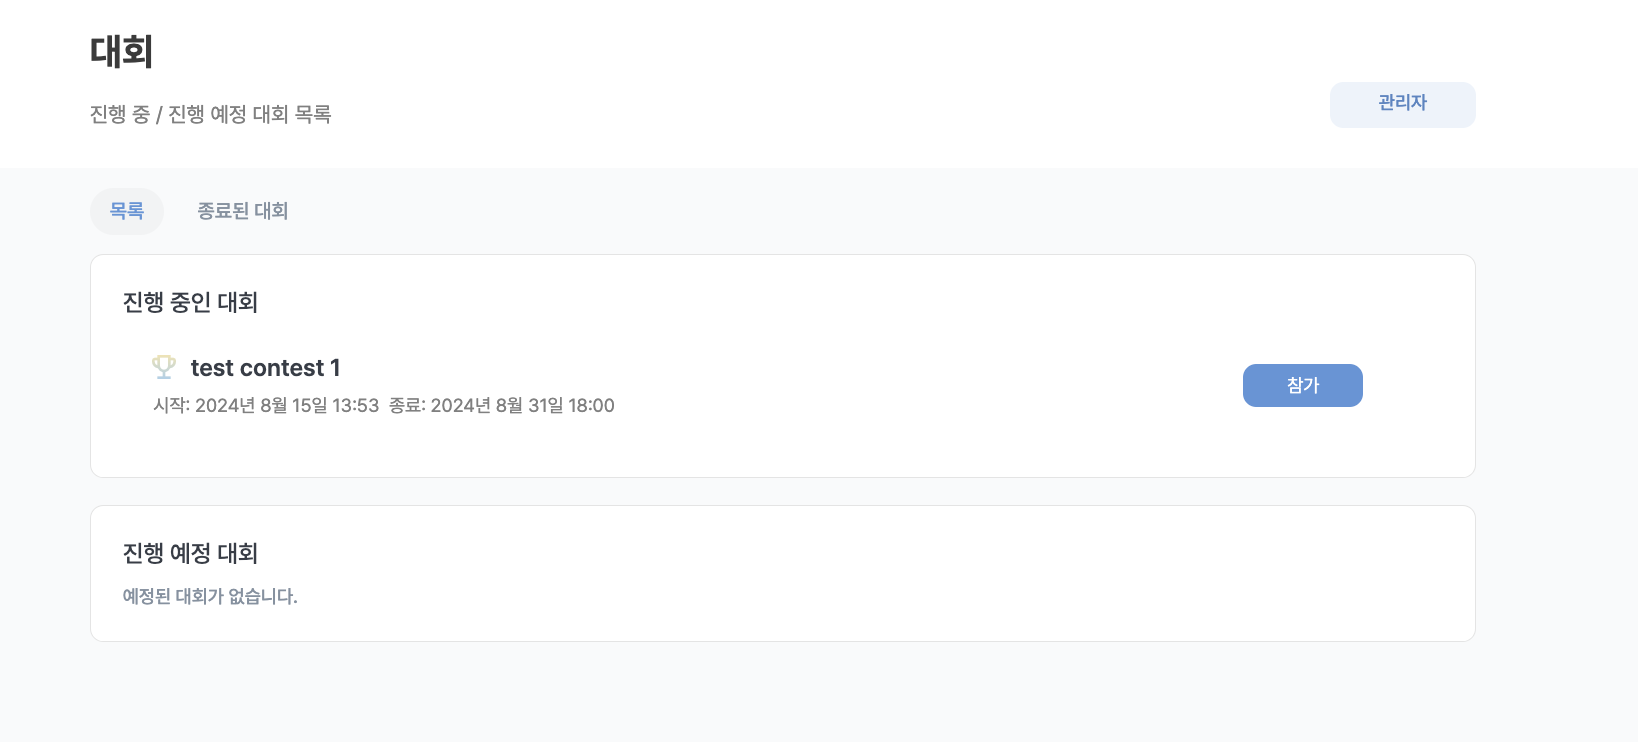 대회
진행 중 / 진행 예정 대회 목록
관리자
목록
종료된 대회
진행 중인 대회
test contest 1
시작: 2024년 8월 15일 13:53 종료: 2024년 8월 31일 18:00
참가
진행 예정 대회
예정된 대회가 없습니다.